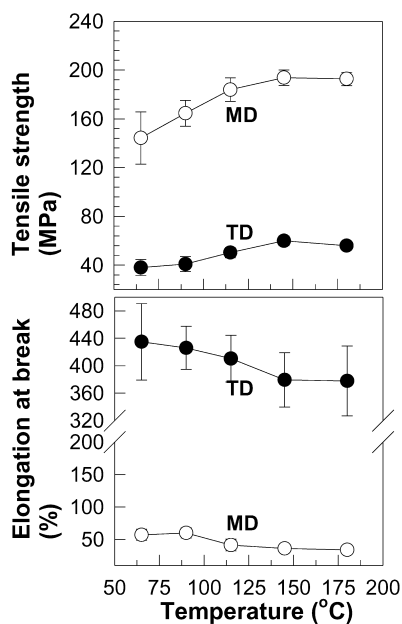 240
200
160
120
80
40
Tensile strength
(MPa)
MD
TD
480
440
400
360
320
200
150
100
50
Elongation at break
(%)
TD
MD
50 75 100 125 150 175 200
Temperature (°C)